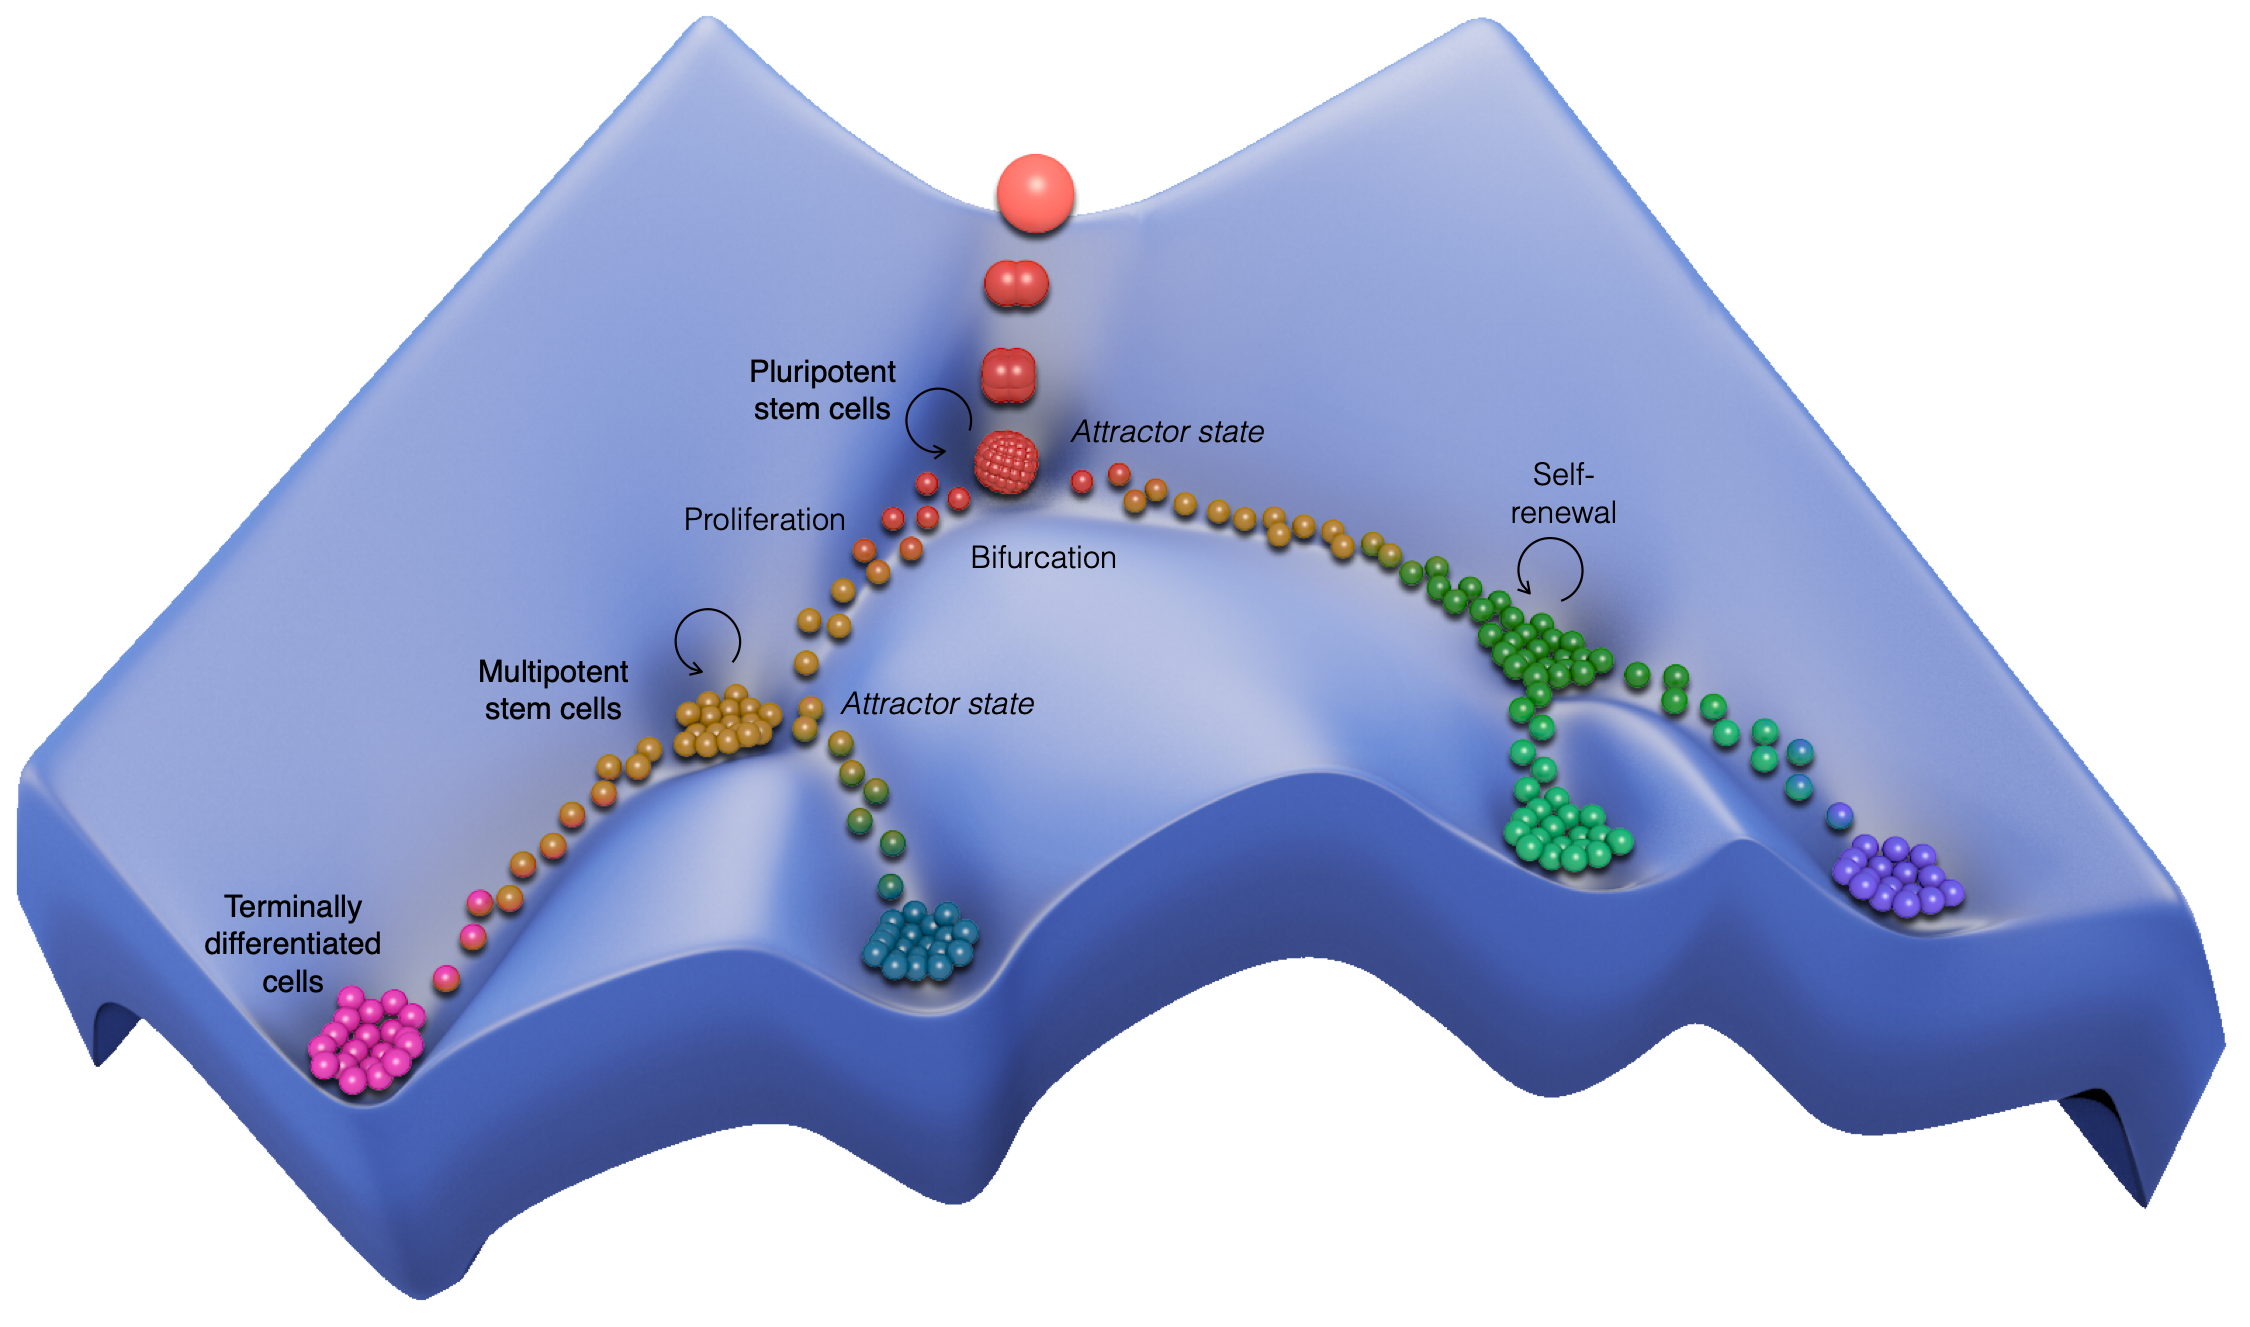 Pluripotent
stem cells
Attractor state
Self-
renewal
Proliferation
Bifurcation
Multipotent
stem cells
Attractor state
Terminally
differentiated
cells